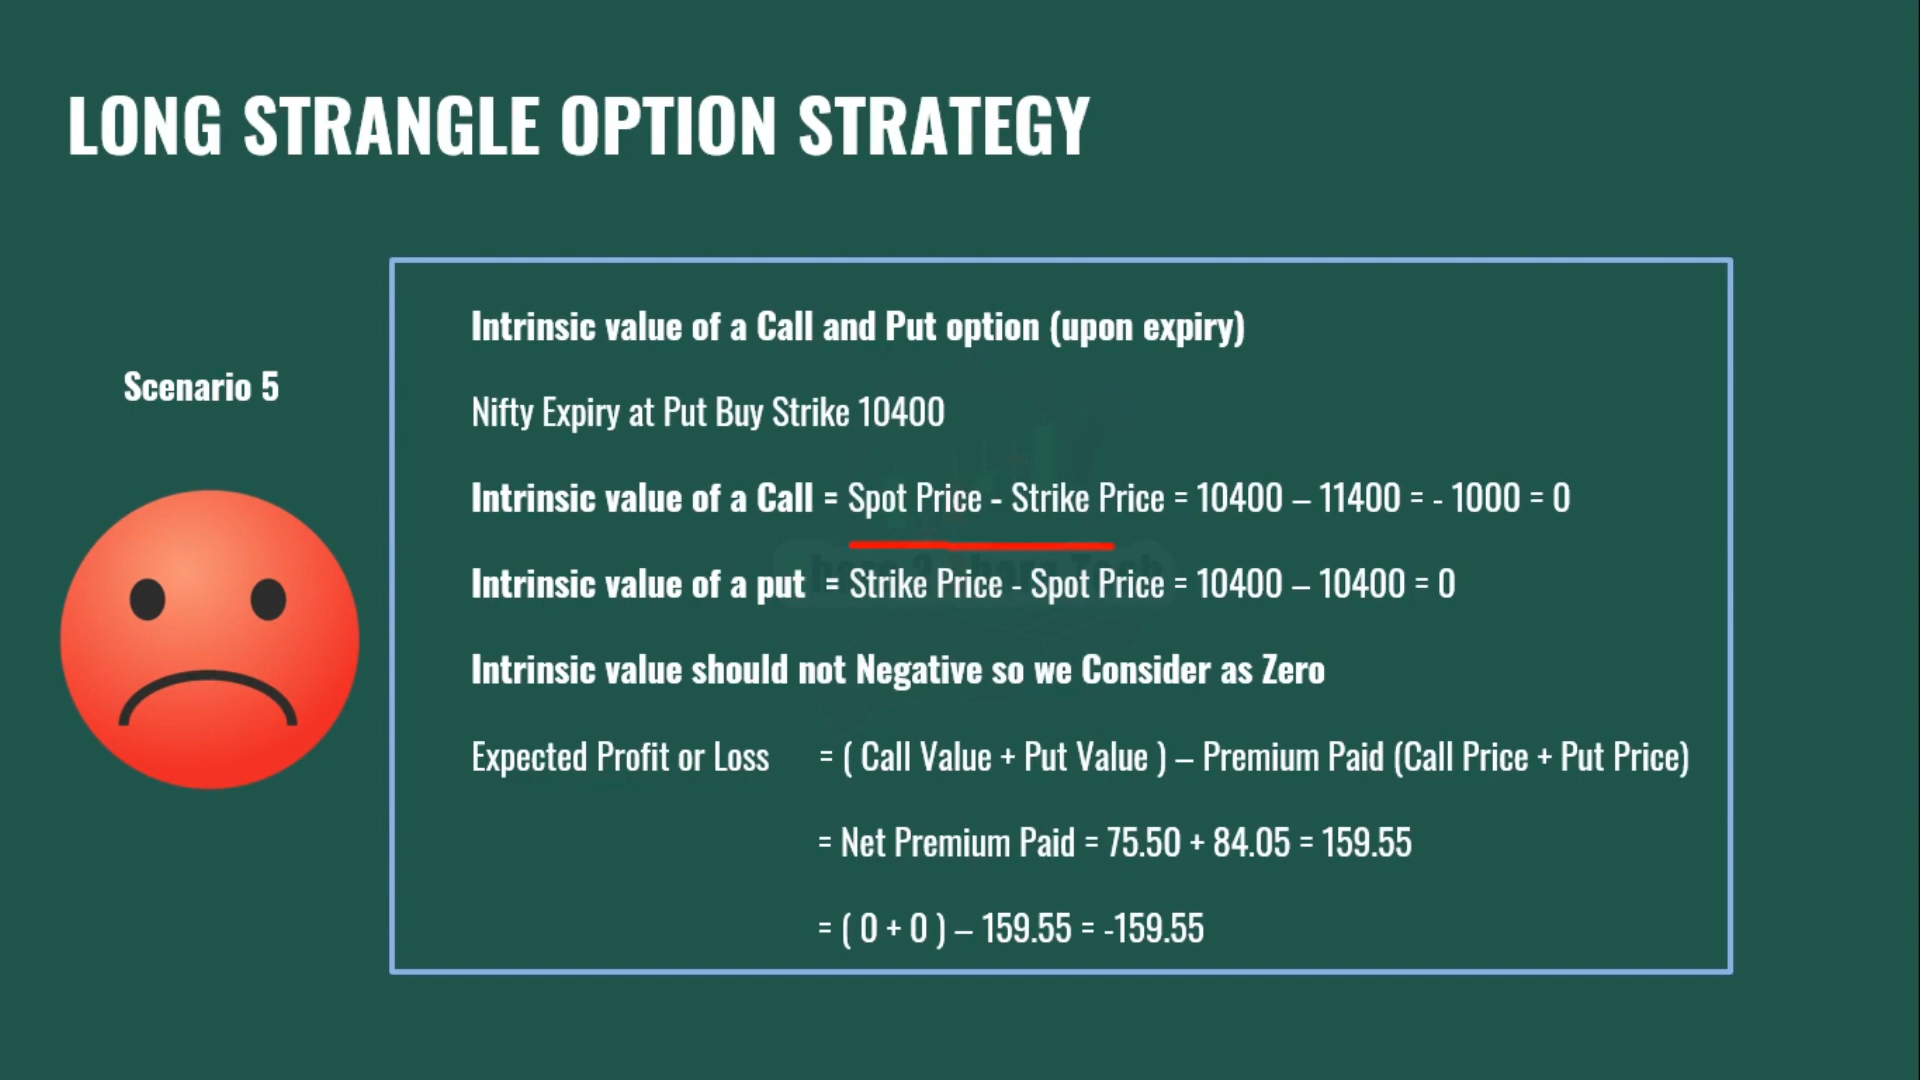 LONG STRANGLE OPTION STRATEGY
Scenario 5
Intrinsic value of a Call and Put option (upon expiry)
Nifty Expiry at Put Buy Strike 10400
Intrinsic value of a Call = Spot Price - Strike Price = 10400 – 11400 = - 1000 = 0
Intrinsic value of a put = Strike Price - Spot Price = 10400 – 10400 = 0
Intrinsic value should not Negative so we Consider as Zero
Expected Profit or Loss = ( Call Value + Put Value ) – Premium Paid (Call Price + Put Price)
= Net Premium Paid = 75.50 + 84.05 = 159.55
= ( 0 + 0 ) – 159.55 = -159.55